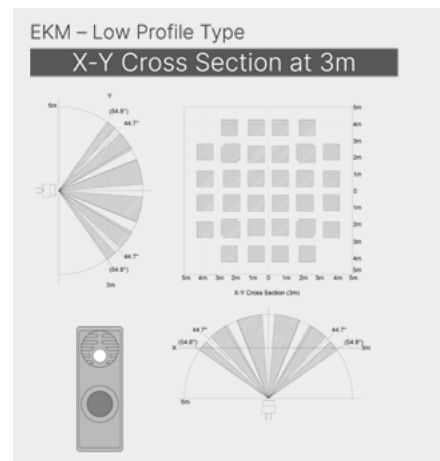 EKM – Low Profile Type
X-Y Cross Section at 3m
Y
5m
(54.8°)
44.7°
44.7°
(54.8°)
3m
5m
4m
3m
2m
1m
0
1m
2m
3m
4m
5m
5m 4m 3m 2m 1m 0 1m 2m 3m 4m 5m
X-Y Cross Section (3m)
44.7° 44.7°
X (54.8°) (54.8°) 3m
5m